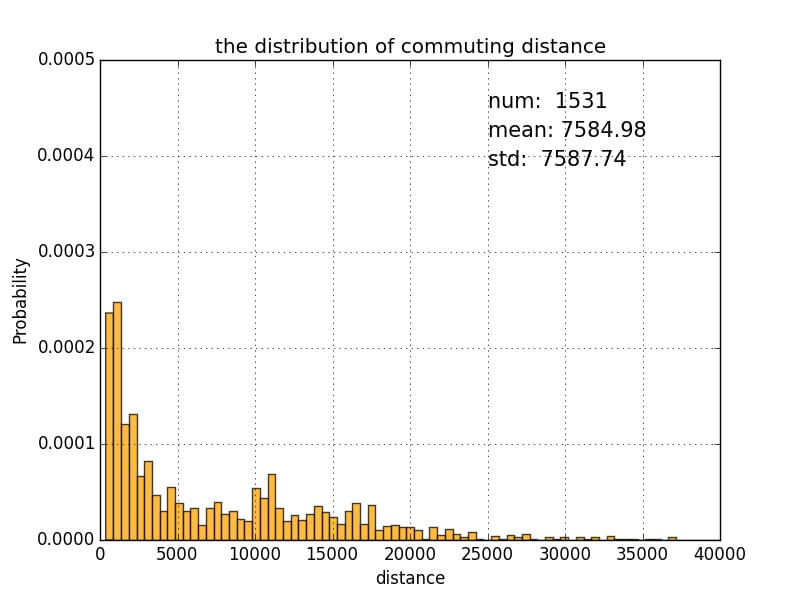 the distribution of commuting distance
0.0005
0.0004
0.0003
0.0002
0.0001
0.0000
Probability
num:  1531
mean: 7584.98
std:  7587.74
0 5000 10000 15000 20000 25000 30000 35000 40000
distance